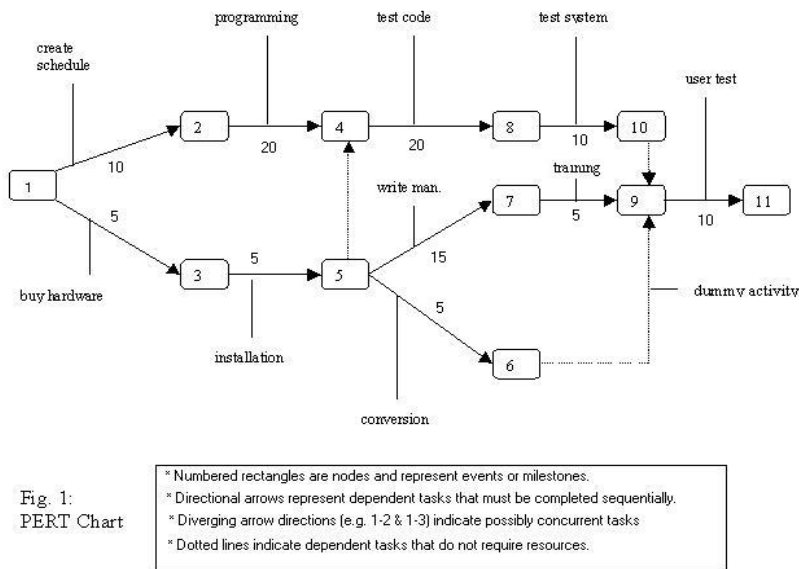 programming
test code
test system
create
schedule
user test
2
4
8
10
20
20
10
10
1
write man.
training
7
9
11
5
5
10
5
15
3
5
5
buy hardware
dummy activity
installation
6
conversion
Fig. 1:
PERT Chart
* Numbered rectangles are nodes and represent events or milestones.
* Directional arrows represent dependent tasks that must be completed sequentially.
* Diverging arrow directions (e.g. 1-2 & 1-3) indicate possibly concurrent tasks
* Dotted lines indicate dependent tasks that do not require resources.